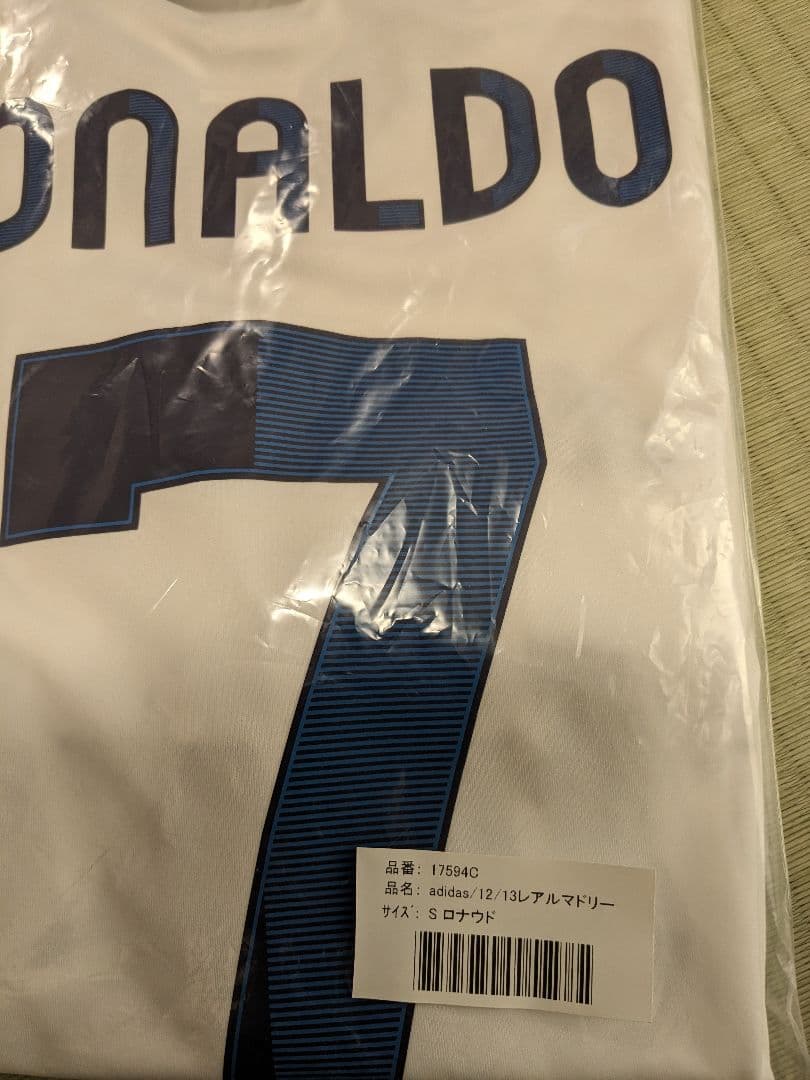 ONALDO
7
品番: 17594C
品名: adidas/12/13レアルマドリー
ｻｲｽﾞ: S ロナウド